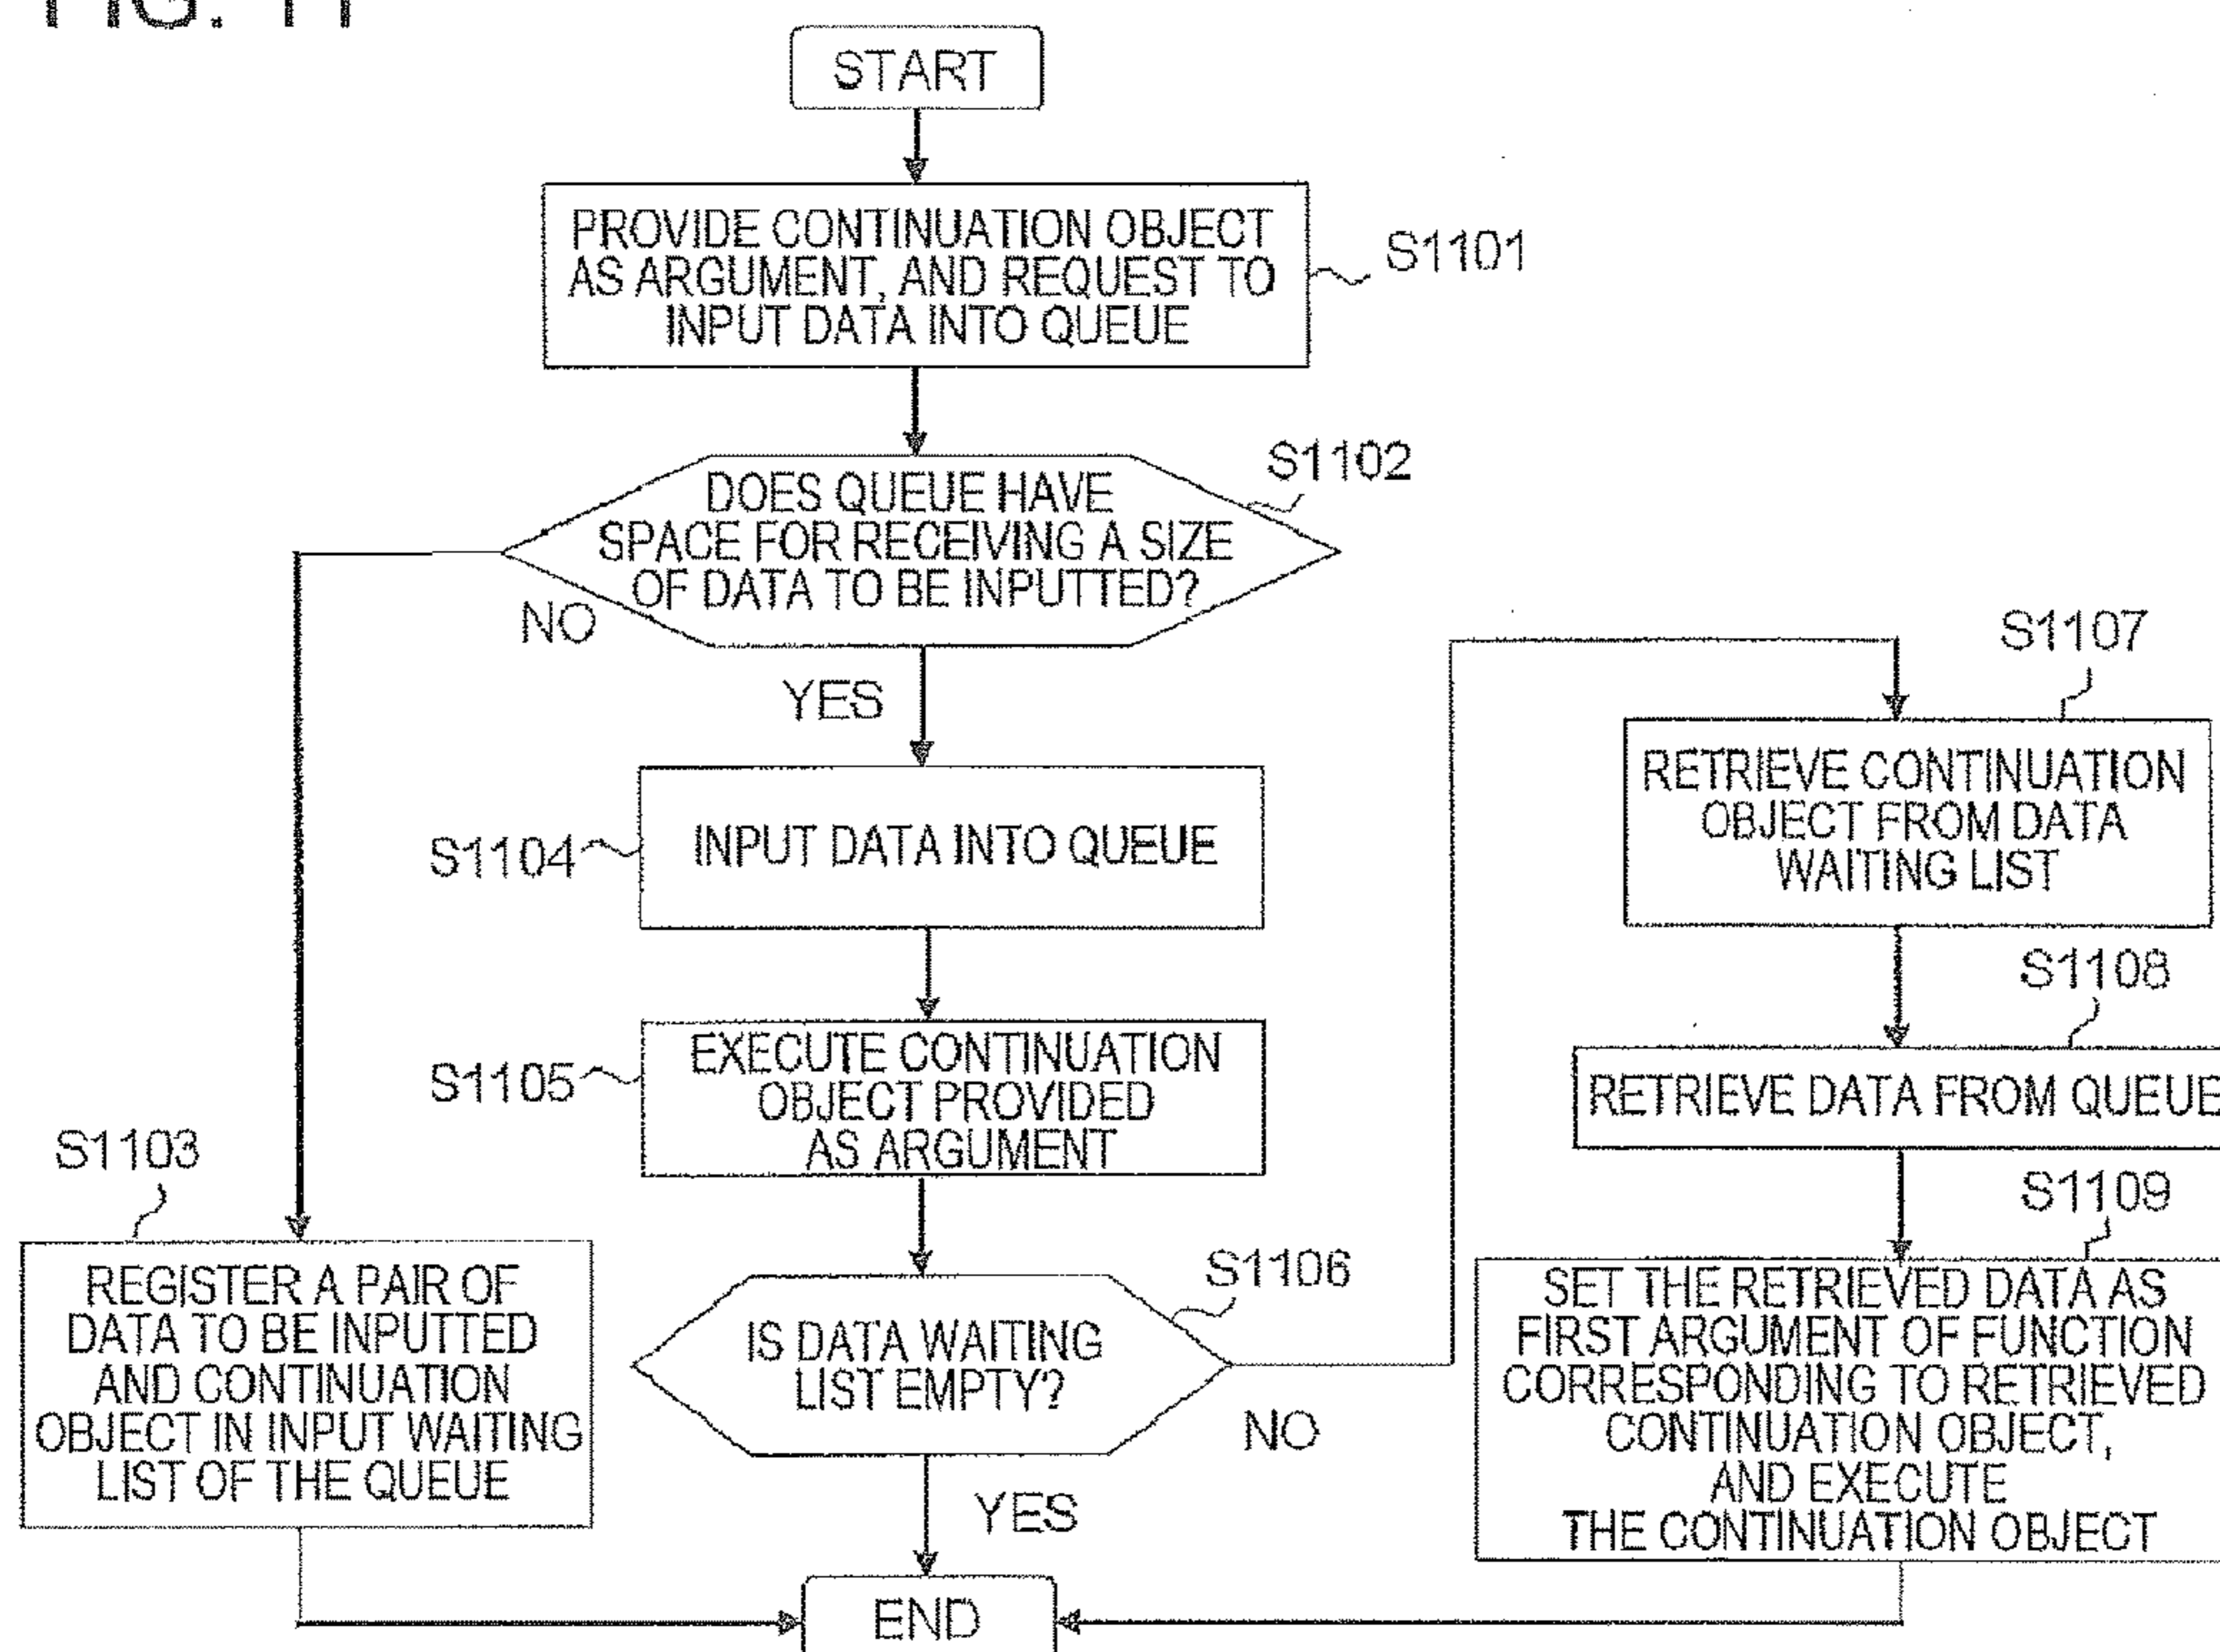 FIG. 11
START
PROVIDE CONTINUATION OBJECT
AS ARGUMENT, AND REQUEST TO
INPUT DATA INTO QUEUE
S1101
DOES QUEUE HAVE
SPACE FOR RECEIVING A SIZE
OF DATA TO BE INPUTTED?
S1102
NO
YES
S1103
REGISTER A PAIR OF
DATA TO BE INPUTTED
AND CONTINUATION
OBJECT IN INPUT WAITING
LIST OF THE QUEUE
S1104
INPUT DATA INTO QUEUE
S1105
EXECUTE CONTINUATION
OBJECT PROVIDED
AS ARGUMENT
S1106
IS DATA WAITING
LIST EMPTY?
NO
YES
S1107
RETRIEVE CONTINUATION
OBJECT FROM DATA
WAITING LIST
S1108
RETRIEVE DATA FROM QUEUE
S1109
SET THE RETRIEVED DATA AS
FIRST ARGUMENT OF FUNCTION
CORRESPONDING TO RETRIEVED
CONTINUATION OBJECT,
AND EXECUTE
THE CONTINUATION OBJECT
END